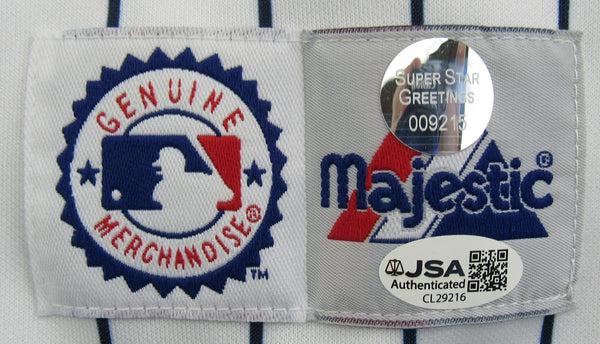 GENUINE
MERCHANDISE®
TM
SUPER STAR
GREETINGS
009215
Majestic®
JSA
Authenticated
CL29216